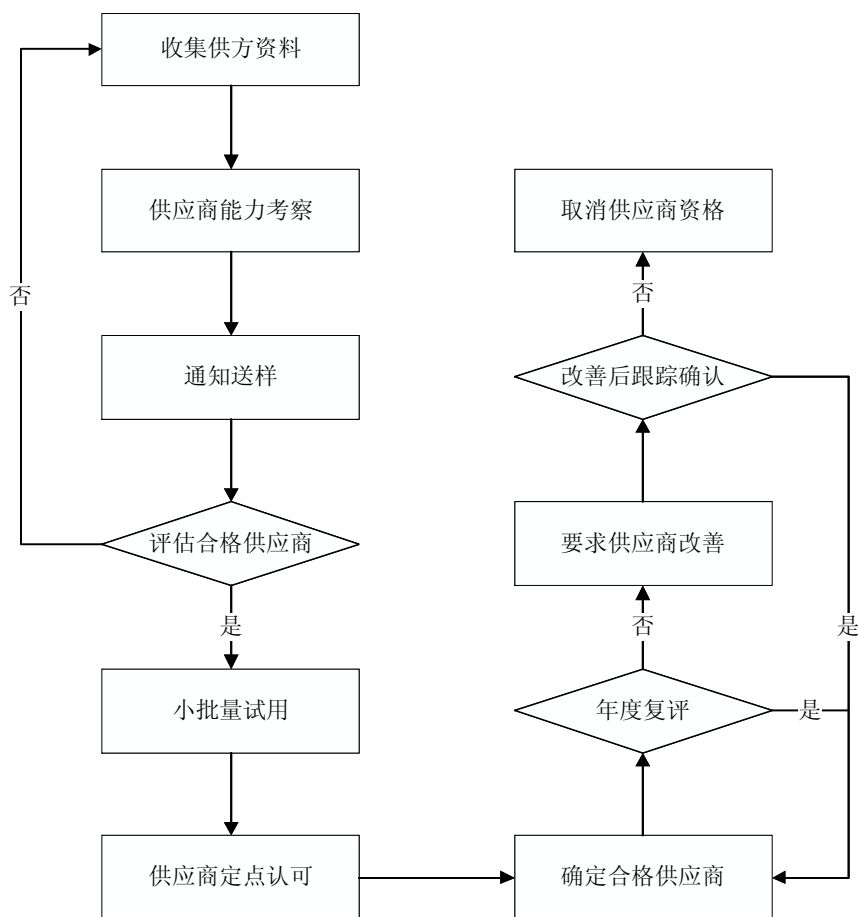 收集供方资料
供应商能力考察
通知送样
否
评估合格供应商
是
小批量试用
供应商定点认可
取消供应商资格
否
改善后跟踪确认
要求供应商改善
否
是
年度复评
是
确定合格供应商